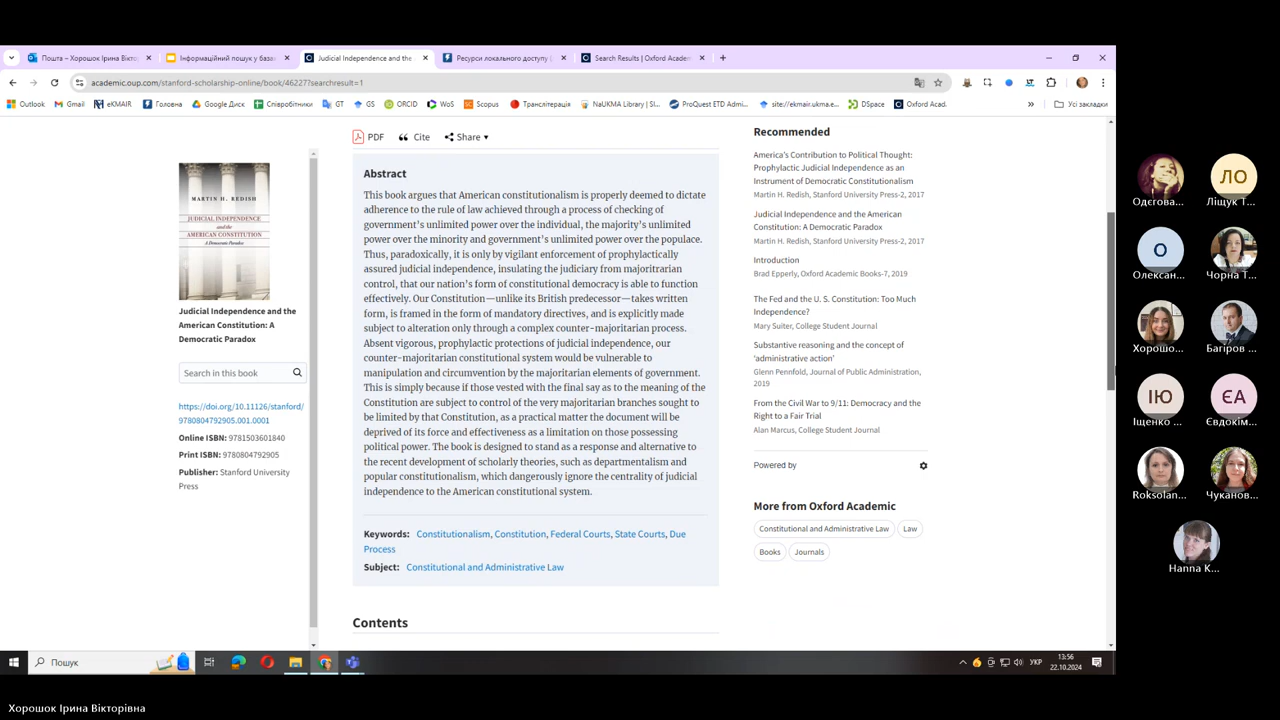 Пошта – Хорошок Ірина Вікторі
Інформаційний пошук у база
Judicial Independence and the
Ресурси локального доступу (
Search Results | Oxford Academ
academic.oup.com/stanford-scholarship-online/book/46227?searchresult=1
Outlook
Gmail
eKMAIR
Головна
Google Диск
Співробітники
GT
GS
ORCID
WoS
Scopus
Транслітерація
NaUKMA Library | Sl...
ProQuest ETD Admi...
site://ekmair.ukma.e...
DSpace
Oxford Acad.
»
Усі закладки
PDF
Cite
Share
MARTIN H. REDISH
JUDICIAL INDEPENDENCE
and the
AMERICAN CONSTITUTION
A Democratic Paradox
Judicial Independence and the
American Constitution: A
Democratic Paradox
Search in this book
https://doi.org/10.11126/stanford/
9780804792905.001.0001
Online ISBN: 9781503601840
Print ISBN: 9780804792905
Publisher: Stanford University
Press
Abstract
This book argues that American constitutionalism is properly deemed to dictate
adherence to the rule of law achieved through a process of checking of
government’s unlimited power over the individual, the majority’s unlimited
power over the minority and government’s unlimited power over the populace.
Thus, paradoxically, it is only by vigilant enforcement of prophylactically
assured judicial independence, insulating the judiciary from majoritarian
control, that our nation’s form of constitutional democracy is able to function
effectively. Our Constitution—unlike its British predecessor—takes written
form, is framed in the form of mandatory directives, and is explicitly made
subject to alteration only through a complex counter-majoritarian process.
Absent vigorous, prophylactic protections of judicial independence, our
counter-majoritarian constitutional system would be vulnerable to
manipulation and circumvention by the majoritarian elements of government.
This is simply because if those vested with the final say as to the meaning of the
Constitution are subject to control of the very majoritarian branches sought to
be limited by that Constitution, as a practical matter the document will be
deprived of its force and effectiveness as a limitation on those possessing
political power. The book is designed to stand as a response and alternative to
the recent development of scholarly theories, such as departmentalism and
popular constitutionalism, which dangerously ignore the centrality of judicial
independence to the American constitutional system.
Keywords: Constitutionalism, Constitution, Federal Courts, State Courts, Due
Process
Subject: Constitutional and Administrative Law
Contents
Recommended
America’s Contribution to Political Thought:
Prophylactic Judicial Independence as an
Instrument of Democratic Constitutionalism
Martin H. Redish, Stanford University Press-2, 2017
Judicial Independence and the American
Constitution: A Democratic Paradox
Martin H. Redish, Stanford University Press-2, 2017
Introduction
Brad Epperly, Oxford Academic Books-7, 2019
The Fed and the U. S. Constitution: Too Much
Independence?
Mary Suiter, College Student Journal
Substantive reasoning and the concept of
‘administrative action’
Glenn Pennfold, Journal of Public Administration,
2019
From the Civil War to 9/11: Democracy and the
Right to a Fair Trial
Alan Marcus, College Student Journal
Powered by
More from Oxford Academic
Constitutional and Administrative Law
Law
Books
Journals
Одєгова...
ЛО
Ліщук Т...
О
Олексан...
Чорна Т...
Хорошо...
Багіров ...
ІЮ
Іщенко ...
ЄА
Євдокім...
Roksolan...
Чуканов...
Hanna K...
Пошук
УКР
13:56
22.10.2024
Хорошок Ірина Вікторівна